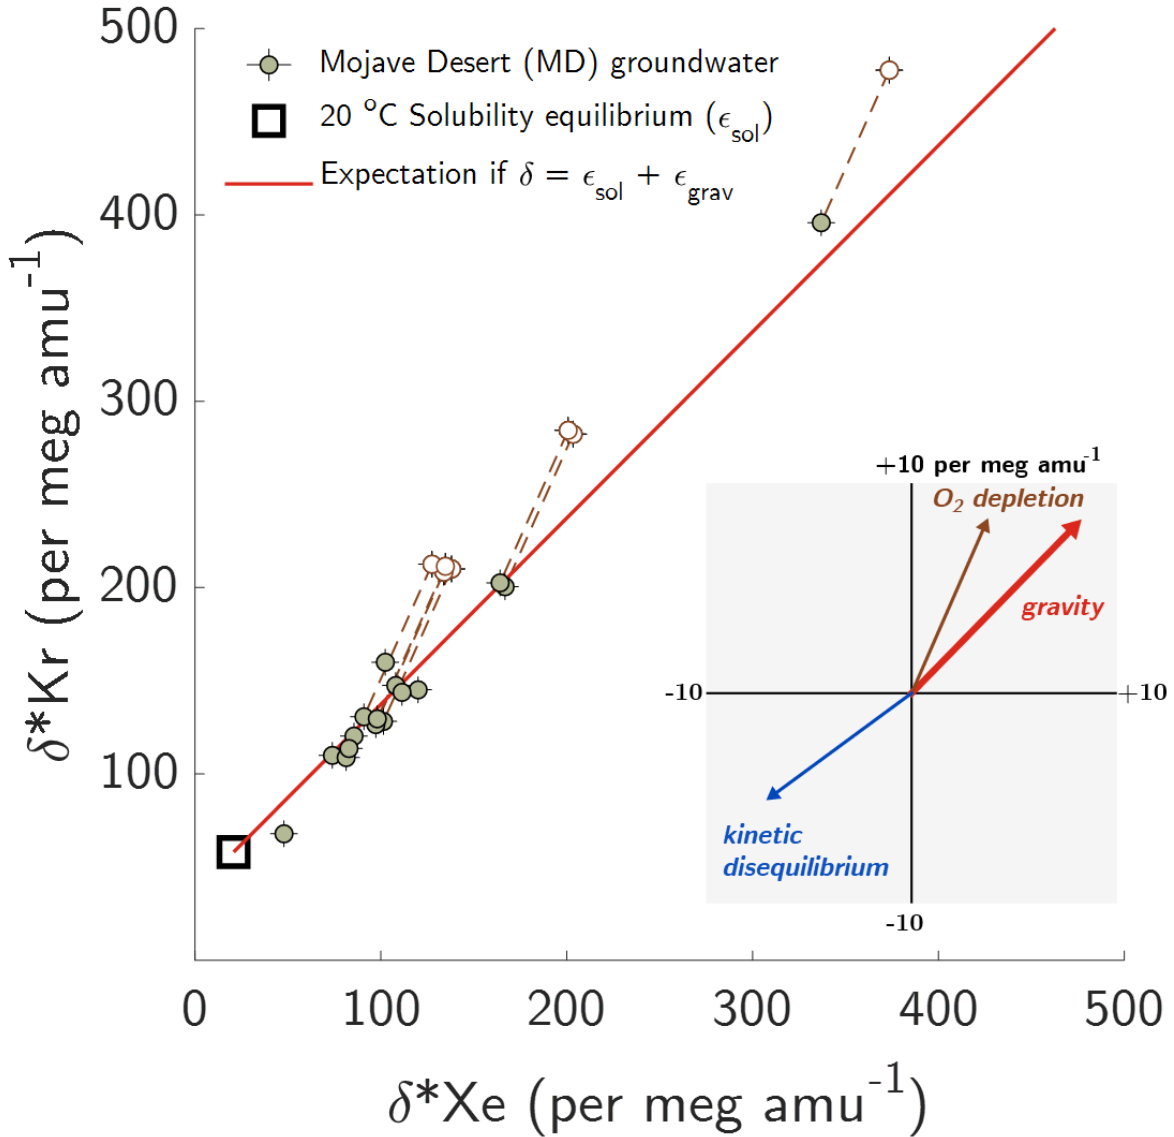 500
400
300
200
100
δ*Kr (per meg amu-1)
Mojave Desert (MD) groundwater
20 oC Solubility equilibrium (ϵsol)
Expectation if δ = ϵsol + ϵgrav
+10 per meg amu-1
O2 depletion
gravity
-10
+10
kinetic
disequilibrium
-10
0 100 200 300 400 500
δ*Xe (per meg amu-1)